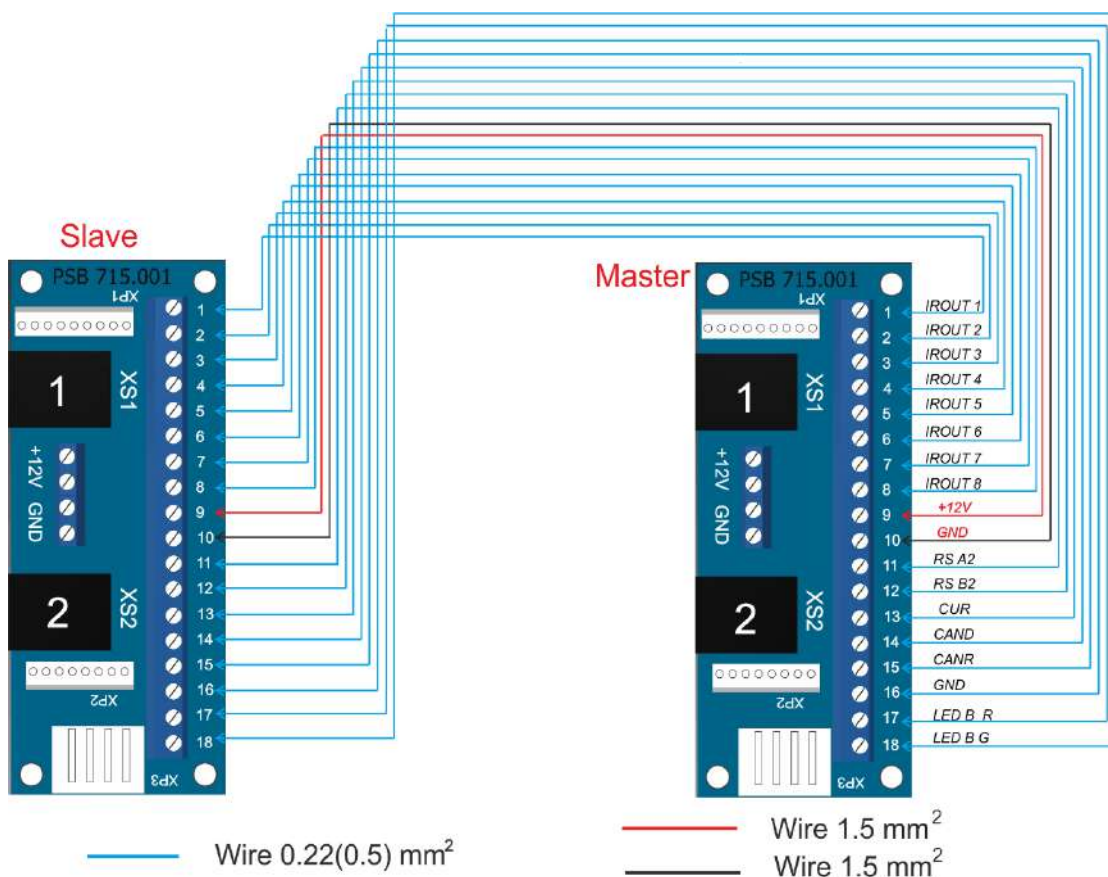 Slave
PSB 715.001
XP1
1
2
3
4
5
6
7
8
9
10
11
12
13
14
15
16
17
18
1
XS1
+12V
GND
2
XS2
XP2
XP3
Master
PSB 715.001
XP1
1
XS1
+12V
GND
2
XS2
XP2
XP3
1 IROUT 1
2 IROUT 2
3 IROUT 3
4 IROUT 4
5 IROUT 5
6 IROUT 6
7 IROUT 7
8 IROUT 8
9 +12V
10 GND
11 RS A2
12 RS B2
13 CUR
14 CAND
15 CANR
16 GND
17 LED B R
18 LED B G
Wire 0.22(0.5) mm²
Wire 1.5 mm²
Wire 1.5 mm²